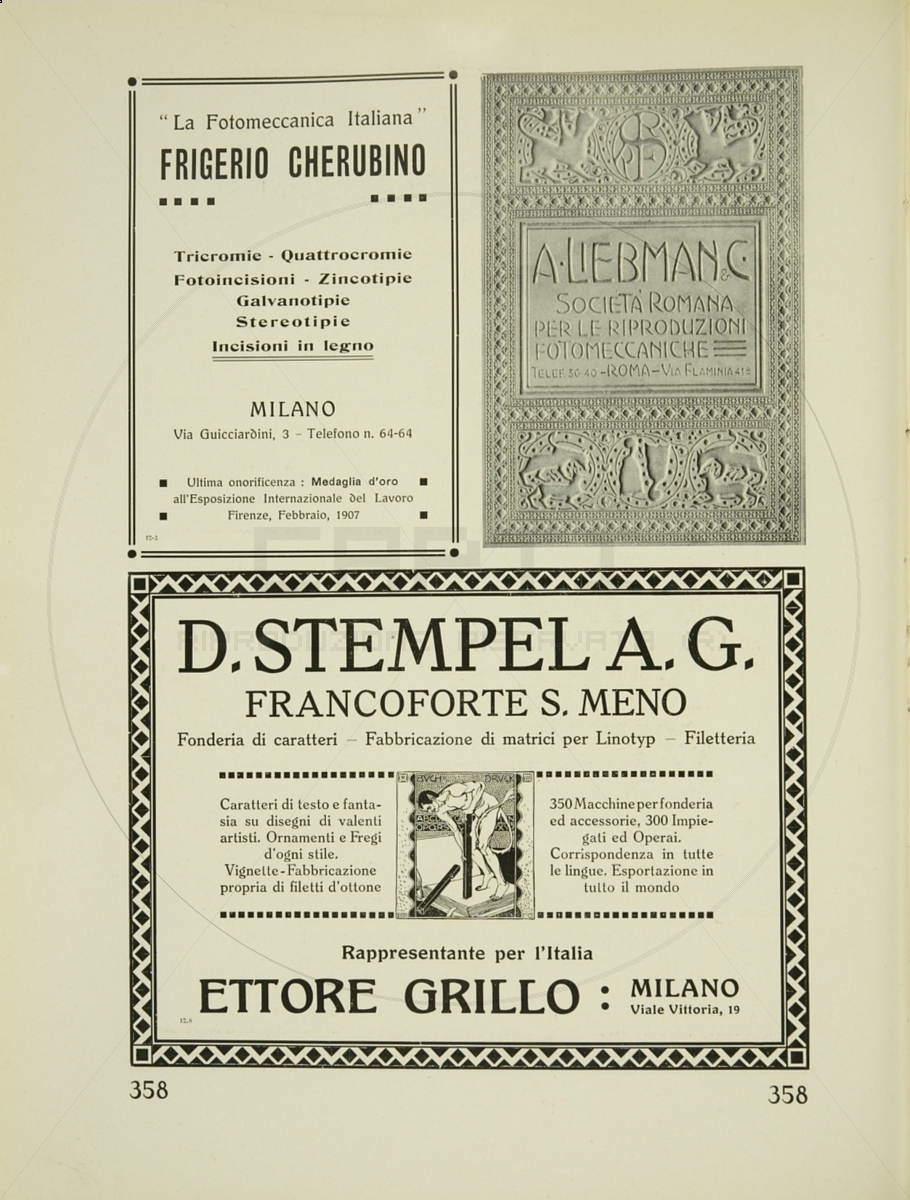 “La Fotomeccanica Italiana”
FRIGERIO CHERUBINO
Tricromie - Quattrocromie
Fotoincisioni - Zincotipie
Galvanotipie
Stereotipie
Incisioni in legno
MILANO
Via Guicciardini, 3 – Telefono n. 64-64
Ultima onorificenza : Medaglia d'oro
all'Esposizione Internazionale del Lavoro
Firenze, Febbraio, 1907
A. LIEBMAN & C.
SOCIETÀ ROMANA
PER LE RIPRODUZIONI
FOTOMECCANICHE
TELEF. 36-40 – ROMA – VIA FLAMINIA
D. STEMPEL A. G.
FRANCOFORTE S. MENO
Fonderia di caratteri – Fabbricazione di matrici per Linotyp – Filetteria
Caratteri di testo e fanta-
sia su disegni di valenti
artisti. Ornamenti e Fregi
d'ogni stile.
Vignette-Fabbricazione
propria di filetti d'ottone
BVCH DRVCK
350 Macchine per fonderia
ed accessorie, 300 Impie-
gati ed Operai.
Corrispondenza in tutte
le lingue. Esportazione in
tutto il mondo
Rappresentante per l'Italia
ETTORE GRILLO : MILANO
Viale Vittoria, 19
358
358